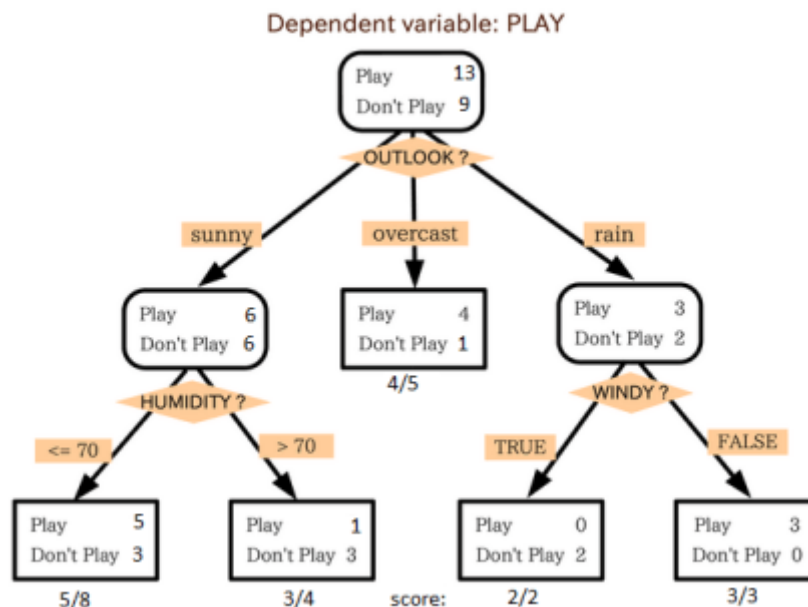 Dependent variable: PLAY
Play 13
Don't Play 9
OUTLOOK ?
sunny
overcast
rain
Play 6
Don't Play 6
Play 4
Don't Play 1
Play 3
Don't Play 2
4/5
HUMIDITY ?
WINDY ?
<= 70
> 70
TRUE
FALSE
Play 5
Don't Play 3
Play 1
Don't Play 3
Play 0
Don't Play 2
Play 3
Don't Play 0
5/8
3/4
score:
2/2
3/3